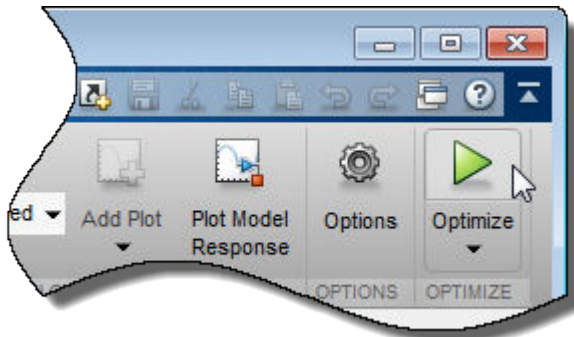 ed
Add Plot
Plot Model
Response
Options
Optimize
OPTIONS
OPTIMIZE